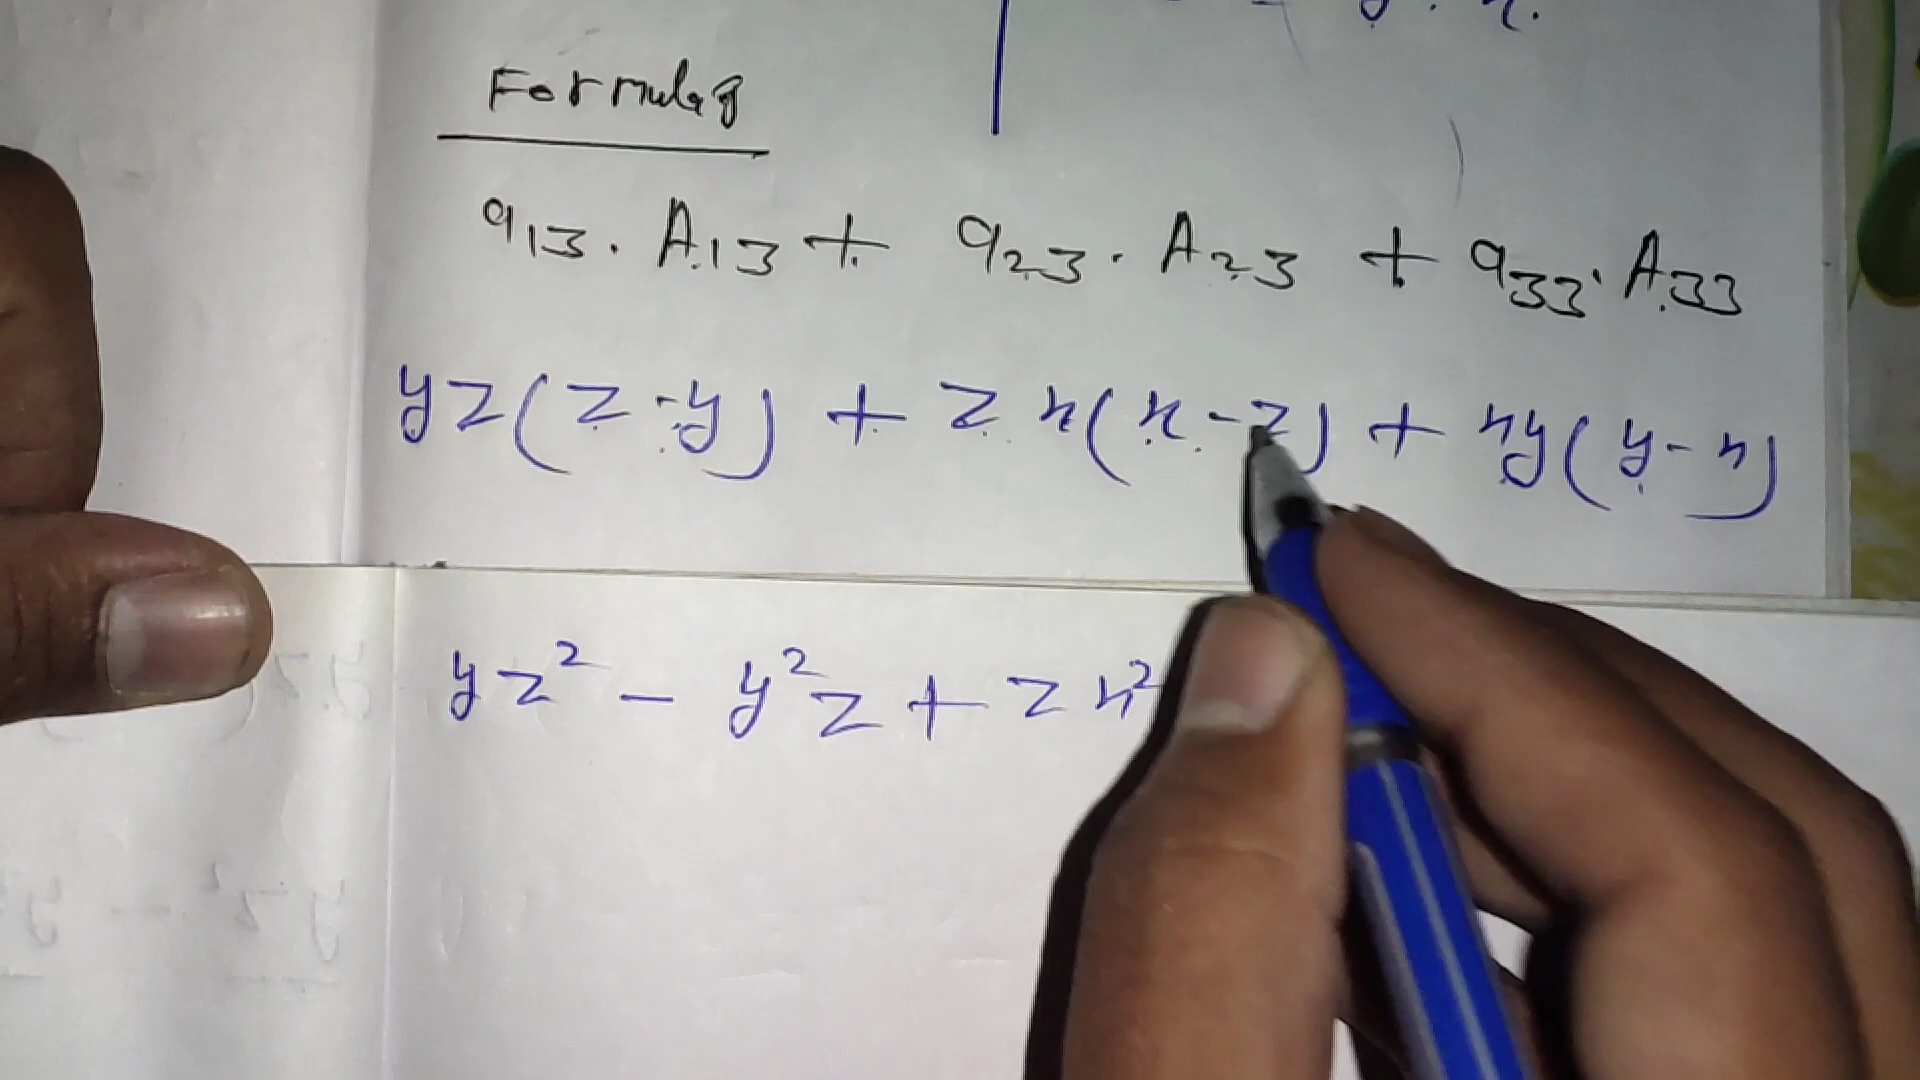 Formula
a13. A13 + a23. A23 + a33. A33
yz(z-y) + zx(x-z) + xy(y-x)
yz² - y²z + zx²